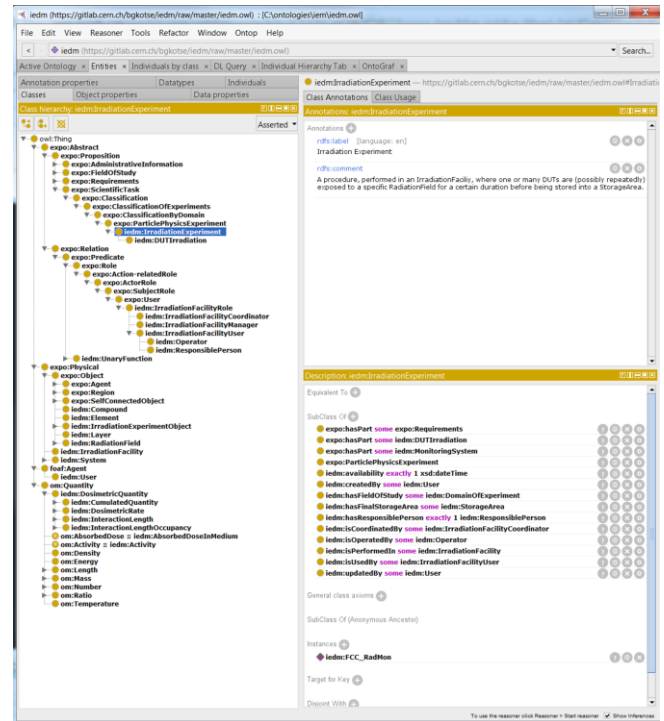 iedm (https://gitlab.cern.ch/bgkotse/iedm/raw/master/iedm.owl) : [C:\ontologies\iem\iedm.owl]
File Edit View Reasoner Tools Refactor Window Ontop Help
< iedm (https://gitlab.cern.ch/bgkotse/iedm/raw/master/iedm.owl) Search...
Active Ontology × Entities × Individuals by class × DL Query × Individual Hierarchy Tab × OntoGraf ×
Annotation properties Datatypes Individuals
Classes Object properties Data properties
Class hierarchy: iedm:IrradiationExperiment
Asserted
owl:Thing
expo:Abstract
expo:Proposition
expo:AdministrativeInformation
expo:FieldOfStudy
expo:Requirements
expo:ScientificTask
expo:Classification
expo:ClassificationOfExperiments
expo:ClassificationByDomain
expo:ParticlePhysicsExperiment
iedm:IrradiationExperiment
iedm:DUTIrradiation
expo:Relation
expo:Predicate
expo:Role
expo:Action-relatedRole
expo:ActorRole
expo:SubjectRole
expo:User
iedm:IrradiationFacilityRole
iedm:IrradiationFacilityCoordinator
iedm:IrradiationFacilityManager
iedm:IrradiationFacilityUser
iedm:Operator
iedm:ResponsiblePerson
iedm:UnaryFunction
expo:Physical
expo:Object
expo:Agent
expo:Region
expo:SelfConnectedObject
iedm:Compound
iedm:Element
iedm:IrradiationExperimentObject
iedm:Layer
iedm:RadiationField
iedm:IrradiationFacility
iedm:System
foaf:Agent
iedm:User
om:Quantity
iedm:DosimetricQuantity
iedm:CumulatedQuantity
iedm:DosimetricRate
iedm:InteractionLength
iedm:InteractionLengthOccupancy
om:AbsorbedDose ≡ iedm:AbsorbedDoseInMedium
om:Activity ≡ iedm:Activity
om:Density
om:Energy
om:Length
om:Mass
om:Number
om:Ratio
om:Temperature
iedm:IrradiationExperiment — https://gitlab.cern.ch/bgkotse/iedm/raw/master/iedm.owl#Irradiati
Class Annotations Class Usage
Annotations: iedm:IrradiationExperiment
Annotations
rdfs:label [language: en]
Irradiation Experiment
rdfs:comment
A procedure, performed in an IrradiationFaciliy, where one or many DUTs are (possibly repeatedly)
exposed to a specific RadiationField for a certain duration before being stored into a StorageArea.
Description: iedm:IrradiationExperiment
Equivalent To
SubClass Of
expo:hasPart some expo:Requirements
expo:hasPart some iedm:DUTIrradiation
expo:hasPart some iedm:MonitoringSystem
expo:ParticlePhysicsExperiment
iedm:availability exactly 1 xsd:dateTime
iedm:createdBy some iedm:User
iedm:hasFieldOfStudy some iedm:DomainOfExperiment
iedm:hasFinalStorageArea some iedm:StorageArea
iedm:hasResponsiblePerson exactly 1 iedm:ResponsiblePerson
iedm:isCoordinatedBy some iedm:IrradiationFacilityCoordinator
iedm:isOperatedBy some iedm:Operator
iedm:isPerformedIn some iedm:IrradiationFacility
iedm:isUsedBy some iedm:IrradiationFacilityUser
iedm:updatedBy some iedm:User
General class axioms
SubClass Of (Anonymous Ancestor)
Instances
iedm:FCC_RadMon
Target for Key
Disjoint With
To use the reasoner click Reasoner > Start reasoner Show Inferences